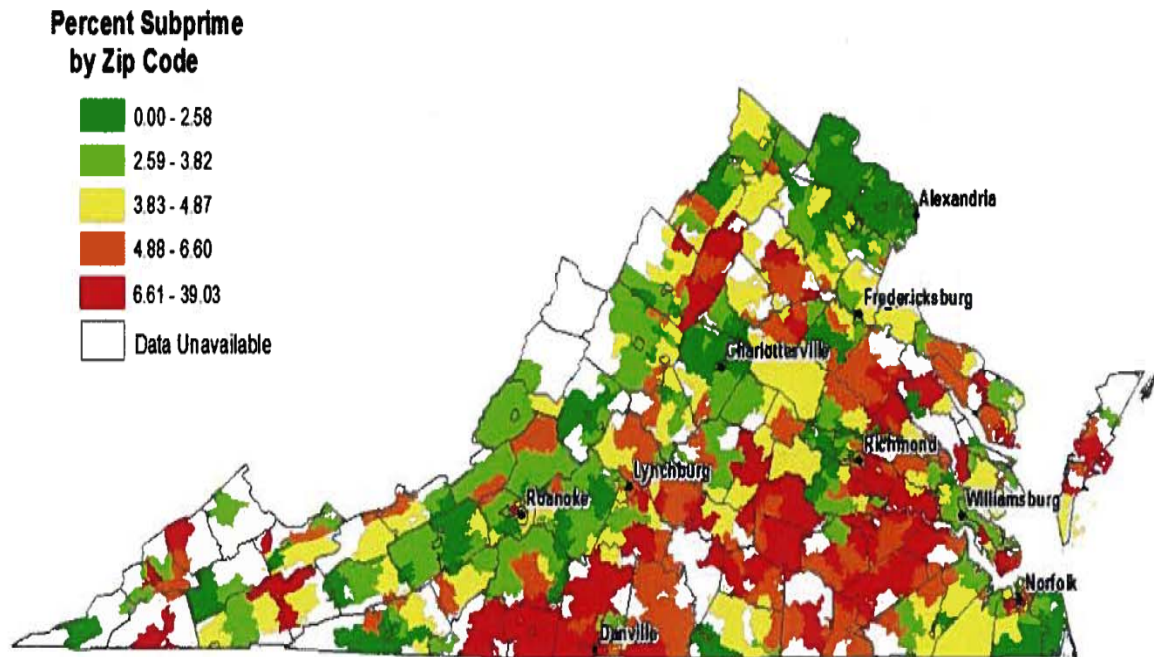 Percent Subprime
by Zip Code
0.00 - 2.58
2.59 - 3.82
3.83 - 4.87
4.88 - 6.60
6.61 - 39.03
Data Unavailable
Alexandria
Fredericksburg
Charlotterville
Richmond
Lynchburg
Roanoke
Williamsburg
Norfolk
Danville